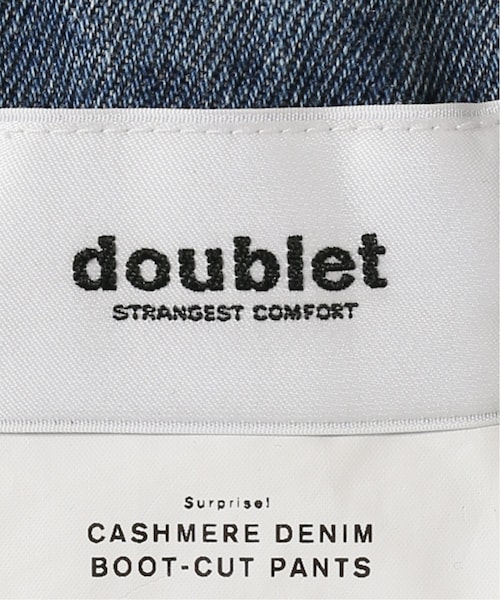 doublet
STRANGEST COMFORT
Surprise!
CASHMERE DENIM
BOOT-CUT PANTS